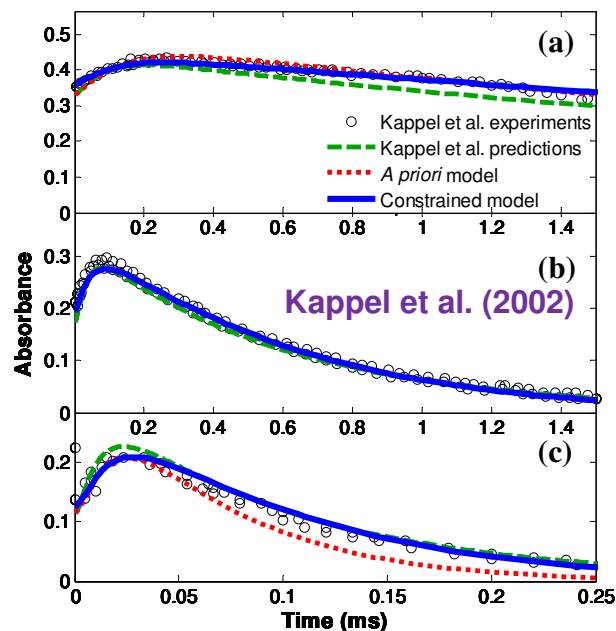 0.5
0.4
0.3
0.2
0.1
0
(a)
Kappel et al. experiments
Kappel et al. predictions
A priori model
Constrained model
0.2 0.4 0.6 0.8 1 1.2 1.4
0.3
0.2
0.1
0
(b)
Kappel et al. (2002)
Absorbance
0.2 0.4 0.6 0.8 1 1.2 1.4
0.2
0.1
0
(c)
0 0.05 0.1 0.15 0.2 0.25
Time (ms)